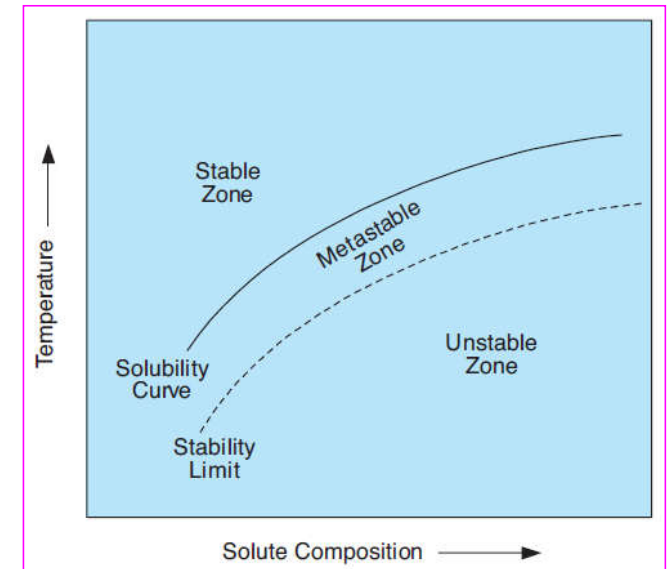 Stable
Zone
Metastable
Zone
Unstable
Zone
Solubility
Curve
Stability
Limit
Temperature
Solute Composition